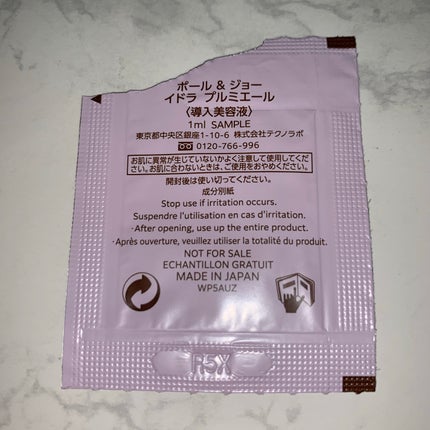 ポール & ジョー
イドラ プルミエール
〈導入美容液〉
1ml SAMPLE
東京都中央区銀座1-10-6 株式会社テクノラボ
0120-766-996
お肌に異常が生じていないかよく注意して使用してくだ
さい。お肌に合わないときは、ご使用をおやめください。
開封後は使い切ってください。
成分別紙
Stop use if irritation occurs.
Suspendre l'utilisation en cas d'irritation.
·After opening, use up the entire product.
·Après ouverture, veuillez utiliser la totalité du produit.
NOT FOR SALE
ECHANTILLON GRATUIT
MADE IN JAPAN
WP5AUZ